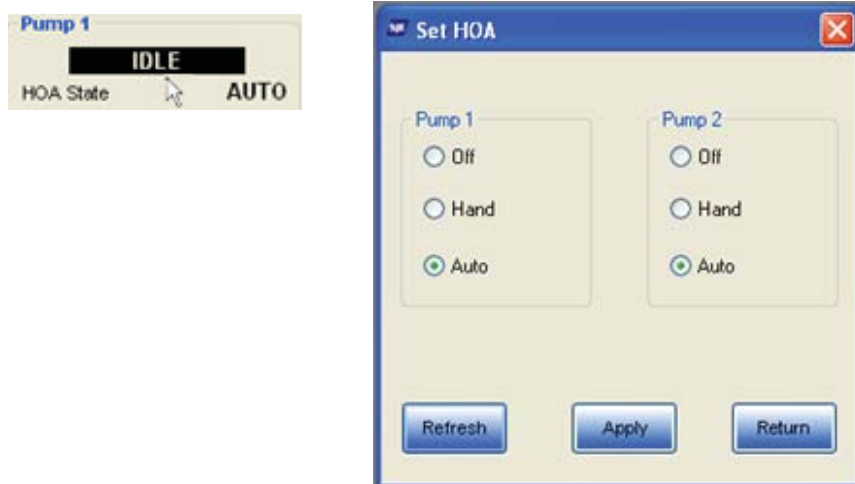 Pump 1
IDLE
HOA State AUTO
Set HOA
Pump 1
Off
Hand
Auto
Pump 2
Off
Hand
Auto
Refresh Apply Return